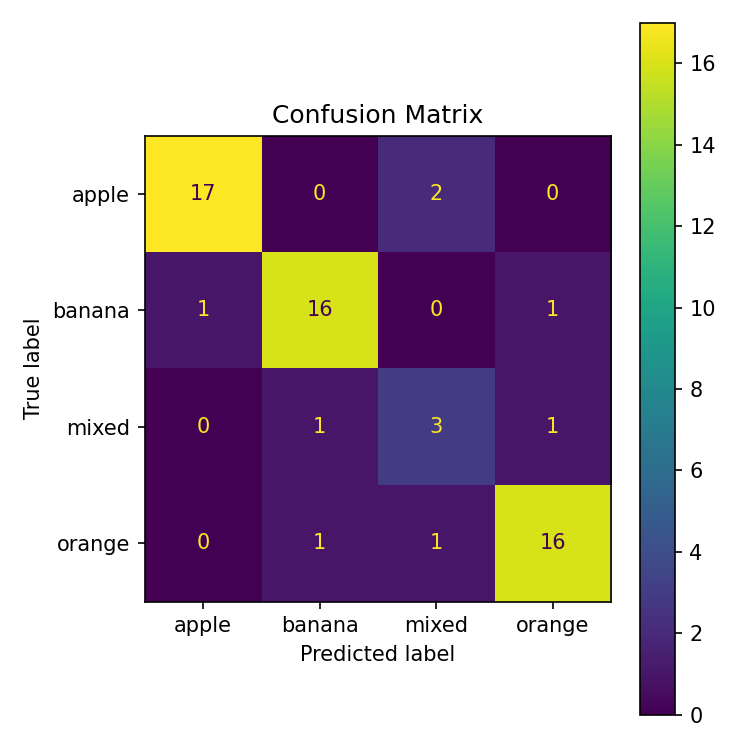 Confusion Matrix
True label
apple 17 0 2 0
banana 1 16 0 1
mixed 0 1 3 1
orange 0 1 1 16
apple banana mixed orange
Predicted label
16
14
12
10
8
6
4
2
0